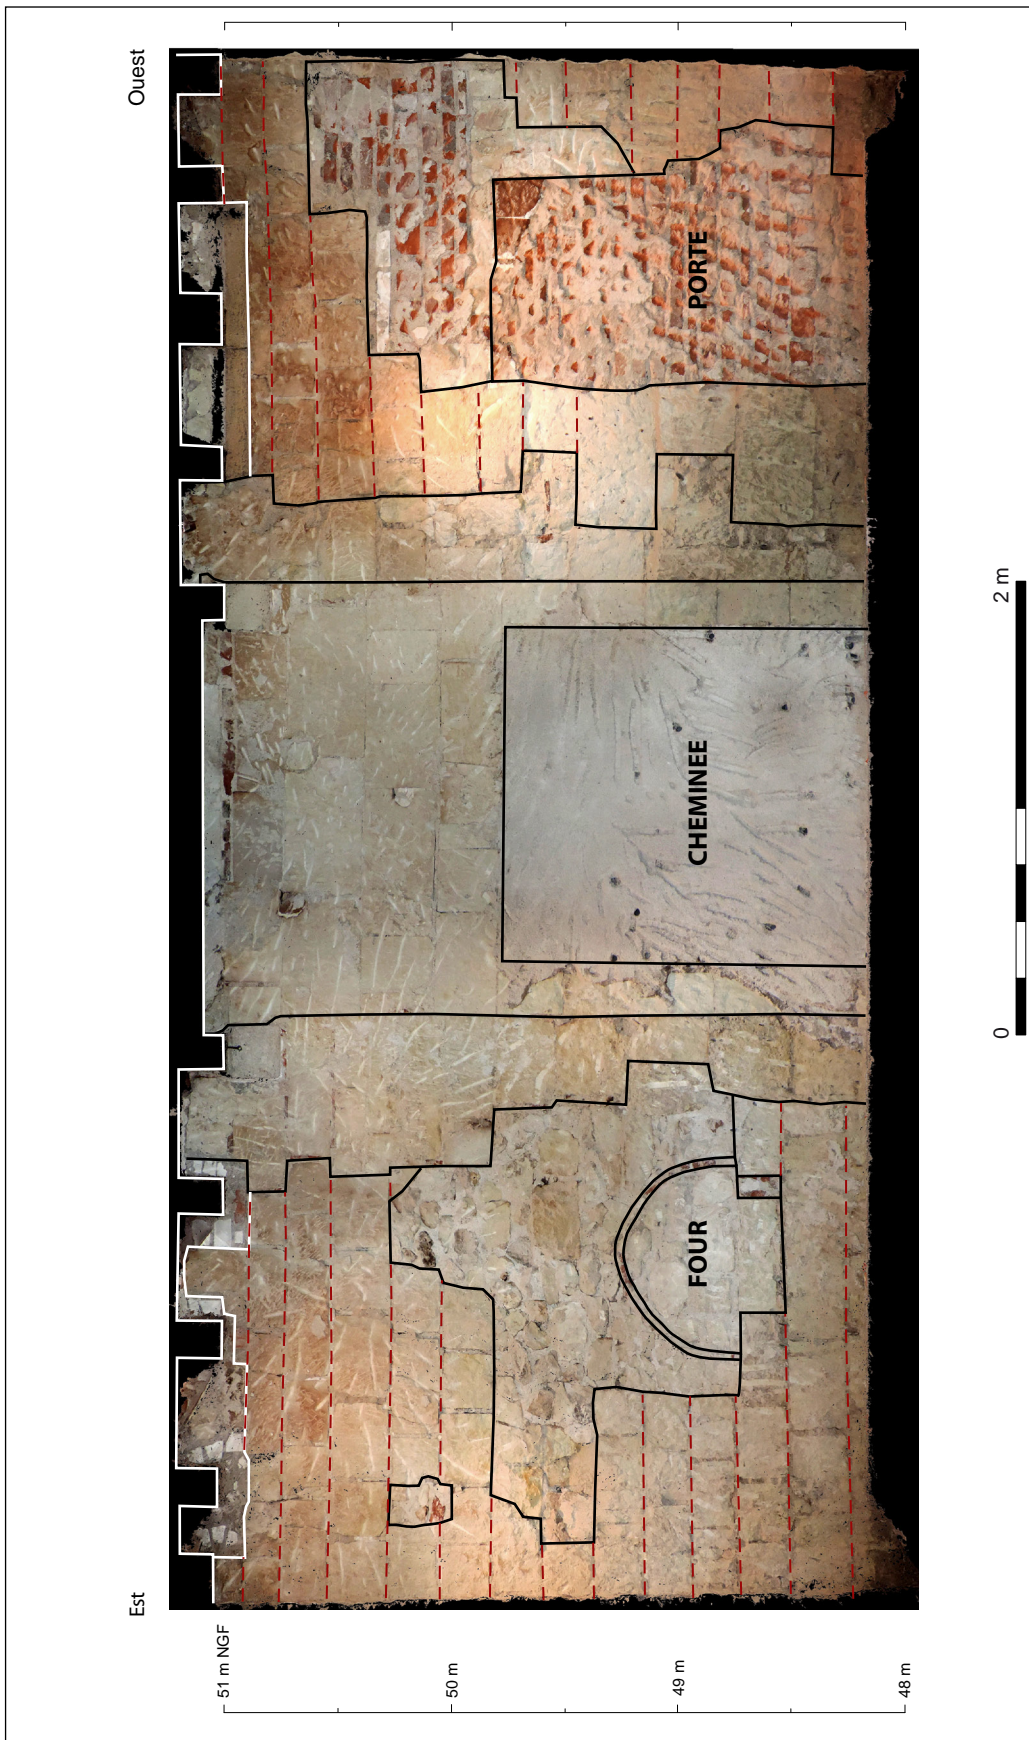 Est
Ouest
51 m NGF
50 m
49 m
48 m
FOUR
CHEMINEE
PORTE
0
2 m